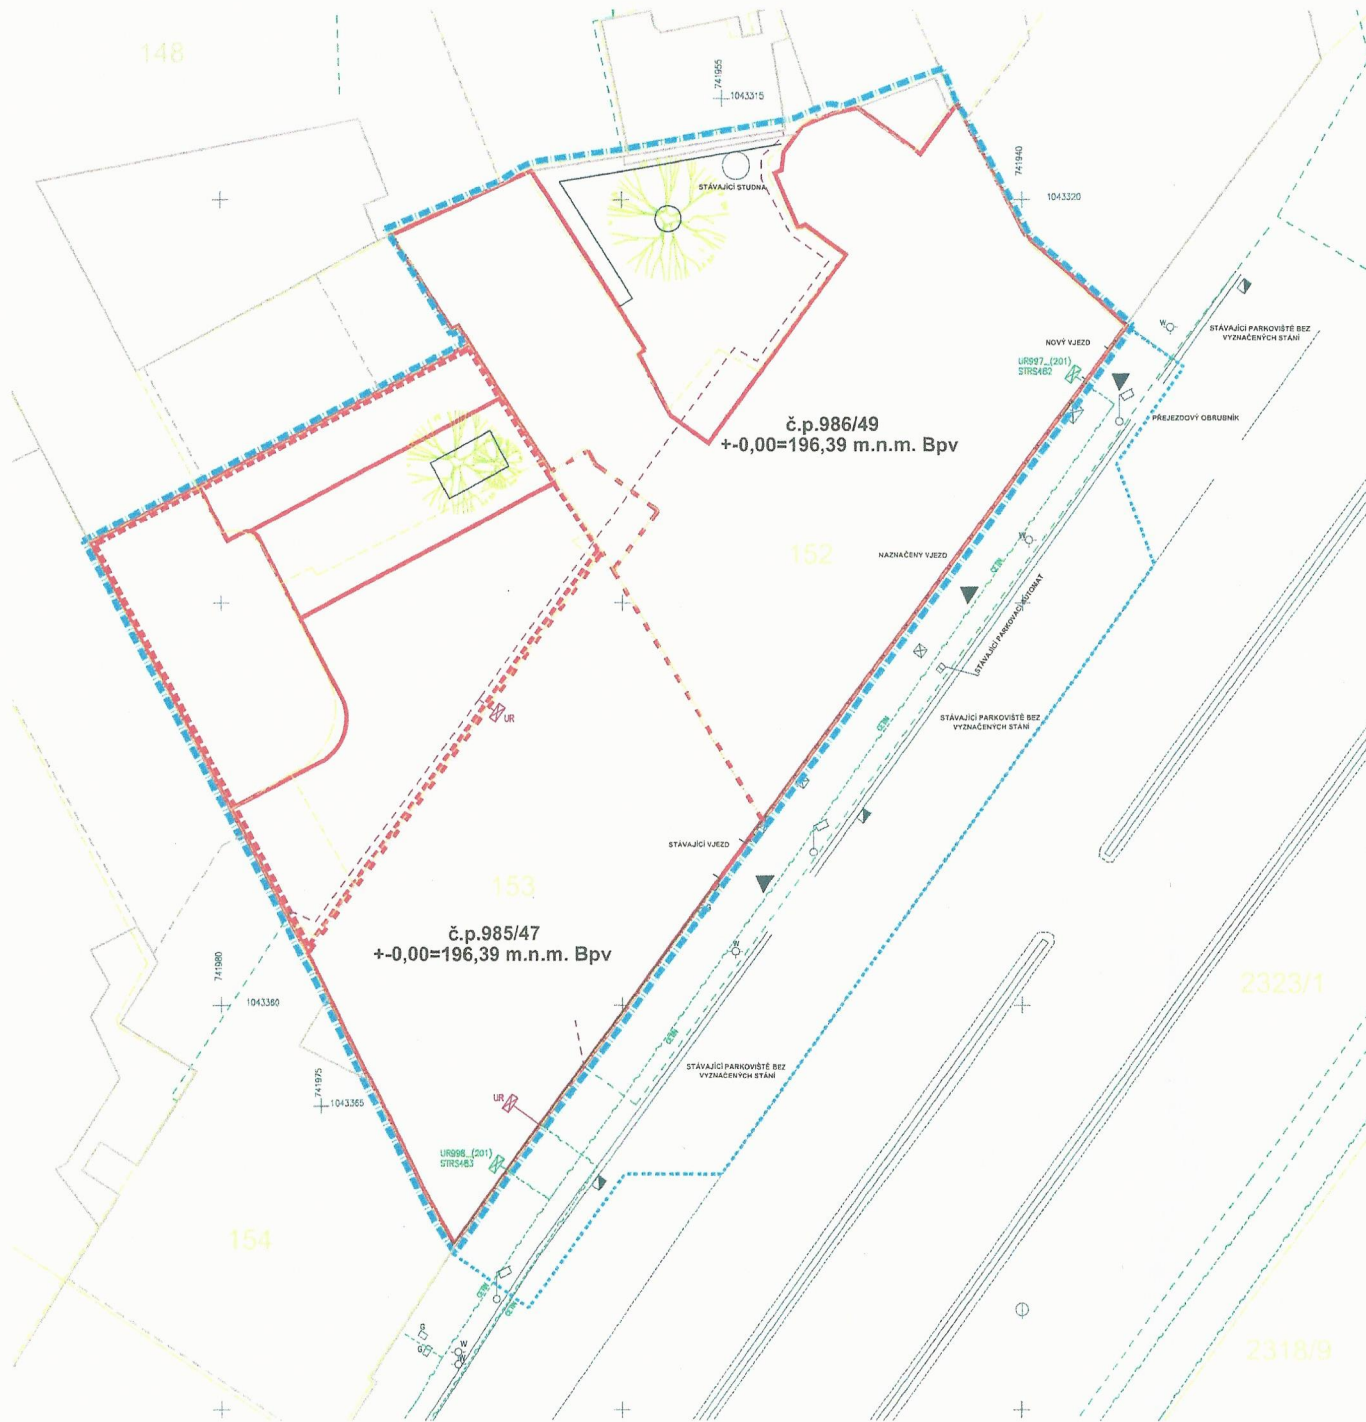 148
741955
1043315
741940
1043320
STÁVAJÍCÍ STUDNA
W
STÁVAJÍCÍ PARKOVIŠTĚ BEZ
VYZNAČENÝCH STÁNÍ
NOVÝ VJEZD
UR997_(201)
STRS462
PŘEJEZDOVÝ OBRUBNÍK
č.p.986/49
+-0,00=196,39 m.n.m. Bpv
152
NAZNAČENÝ VJEZD
W
STÁVAJÍCÍ PARKOVACÍ AUTOMAT
UR
STÁVAJÍCÍ PARKOVIŠTĚ BEZ
VYZNAČENÝCH STÁNÍ
STÁVAJÍCÍ VJEZD
153
č.p.985/47
+-0,00=196,39 m.n.m. Bpv
W
741980
1043360
2323/1
741975
1043365
STÁVAJÍCÍ PARKOVIŠTĚ BEZ
VYZNAČENÝCH STÁNÍ
UR
UR998_(201)
STRS463
154
G
G
W
W
2318/9